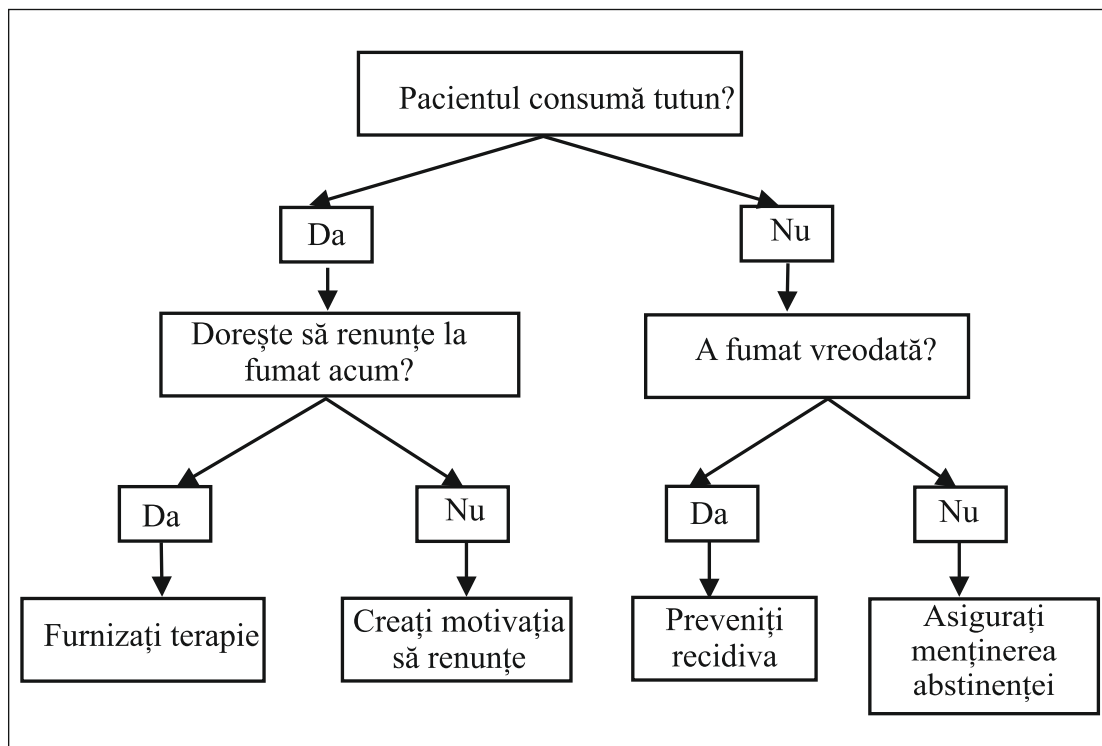 Pacientul consumă tutun?
Da
Nu
Dorește să renunțe la
fumat acum?
A fumat vreodată?
Da
Nu
Da
Nu
Furnizați terapie
Creați motivația
să renunțe
Preveniți
recidiva
Asigurați
menținerea
abstinenței